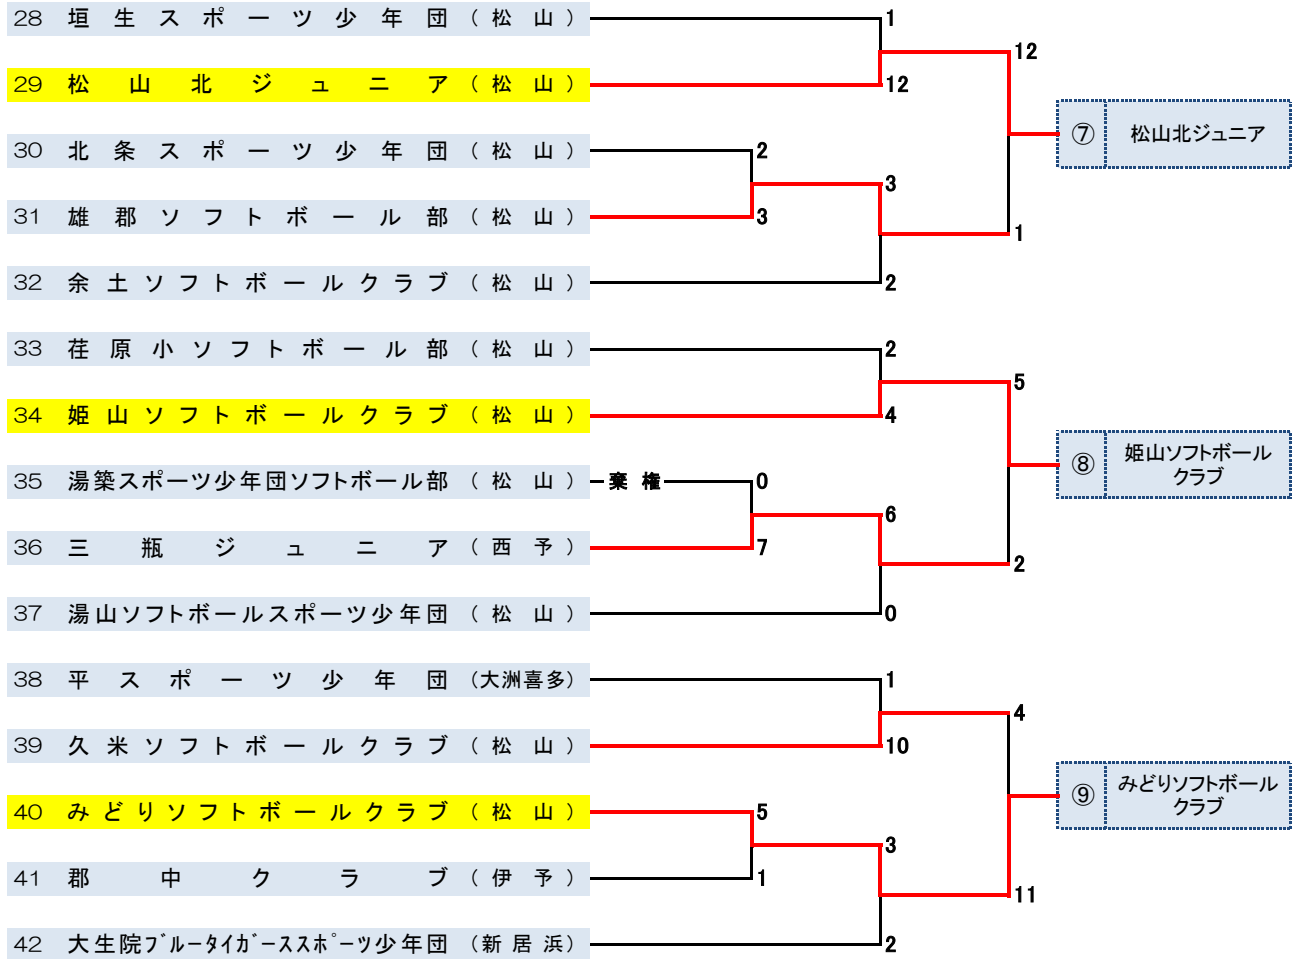 28 垣生スポーツ少年団 (松山) 1
12
29 松山北ジュニア (松山) 12
⑦ 松山北ジュニア
30 北条スポーツ少年団 (松山) 2
3
31 雄郡ソフトボール部 (松山) 3
1
32 余土ソフトボールクラブ (松山) 2
33 荏原小ソフトボール部 (松山) 2
5
34 姫山ソフトボールクラブ (松山) 4
⑧ 姫山ソフトボール
クラブ
35 湯築スポーツ少年団ソフトボール部 (松山) 棄権 0
6
36 三瓶ジュニア (西予) 7
2
37 湯山ソフトボールスポーツ少年団 (松山) 0
38 平スポーツ少年団 (大洲喜多) 1
4
39 久米ソフトボールクラブ (松山) 10
⑨ みどりソフトボール
クラブ
40 みどりソフトボールクラブ (松山) 5
3
41 郡中クラブ (伊予) 1
11
42 大生院ﾌﾞﾙｰﾀｲｶﾞｰｽスポーツ少年団 (新居浜) 2